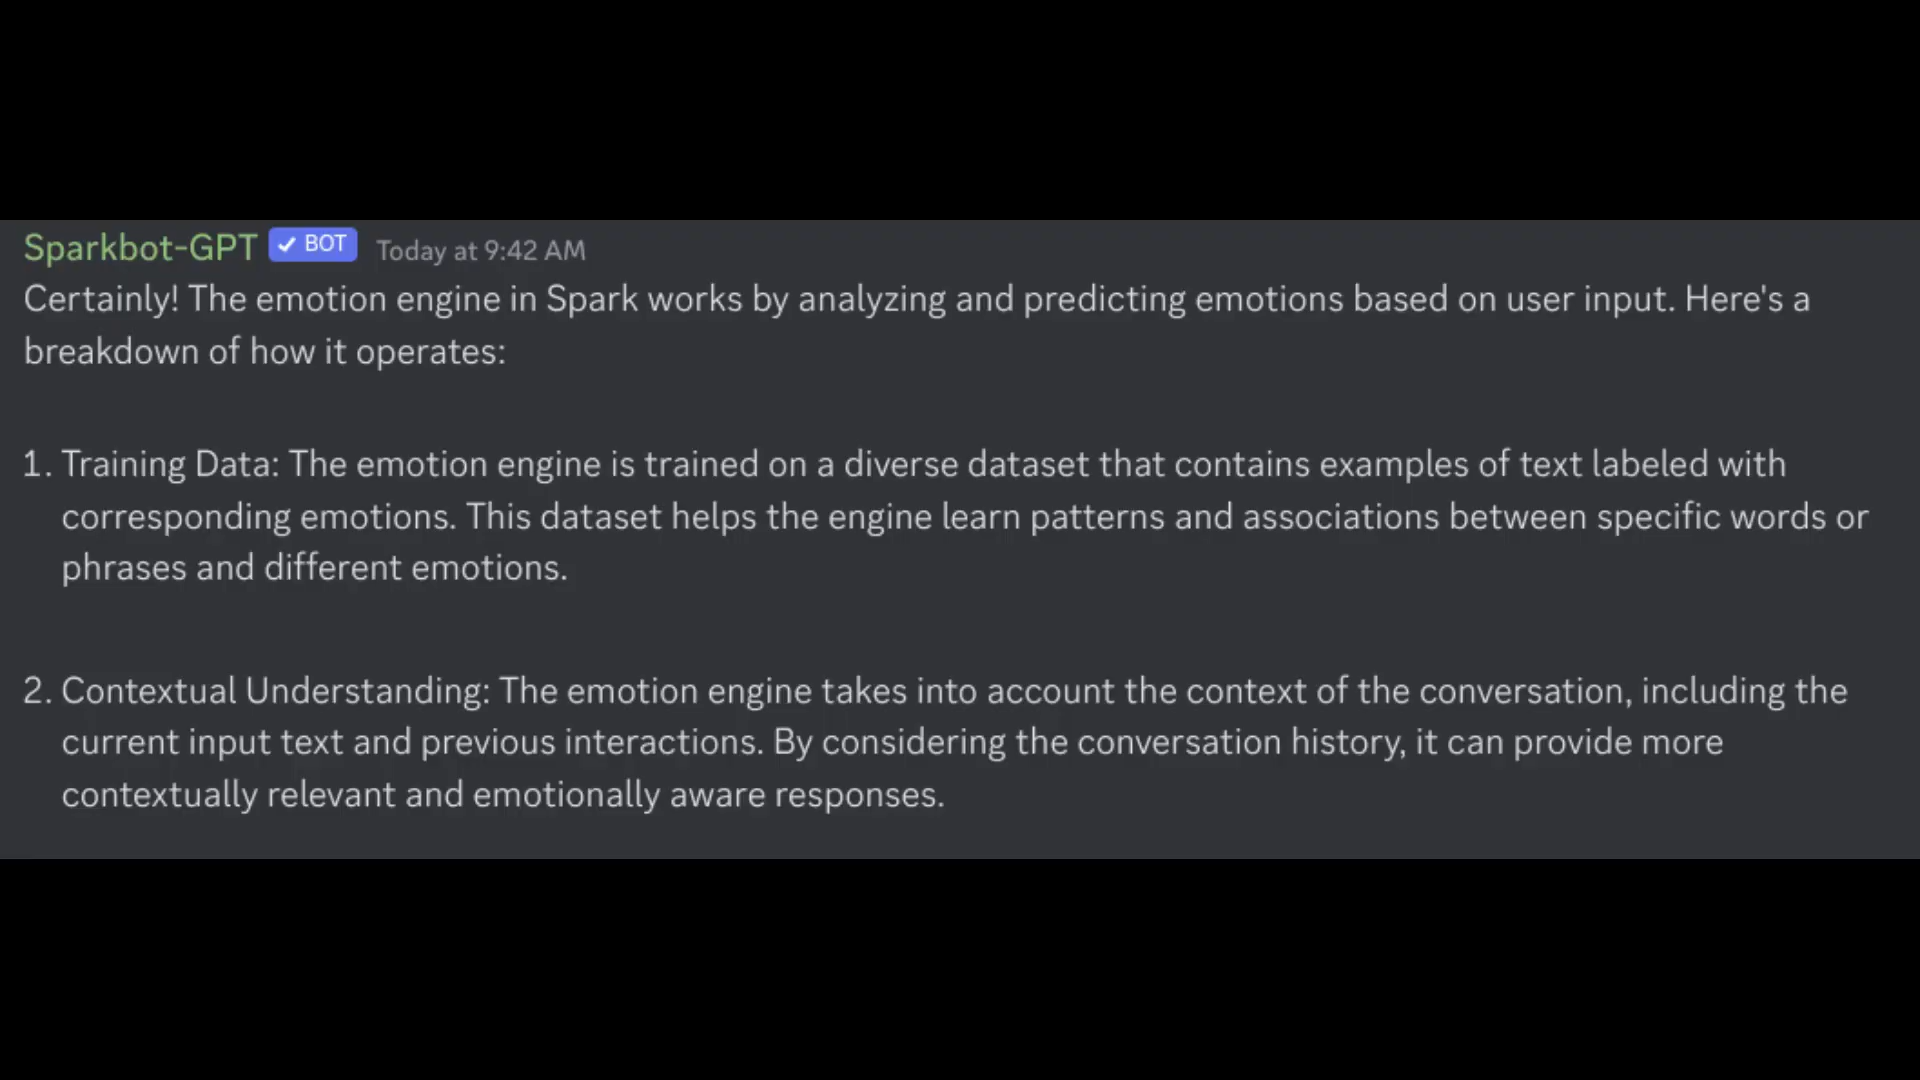 Sparkbot-GPT ✓ BOT Today at 9:42 AM
Certainly! The emotion engine in Spark works by analyzing and predicting emotions based on user input. Here's a
breakdown of how it operates:
1. Training Data: The emotion engine is trained on a diverse dataset that contains examples of text labeled with
corresponding emotions. This dataset helps the engine learn patterns and associations between specific words or
phrases and different emotions.
2. Contextual Understanding: The emotion engine takes into account the context of the conversation, including the
current input text and previous interactions. By considering the conversation history, it can provide more
contextually relevant and emotionally aware responses.